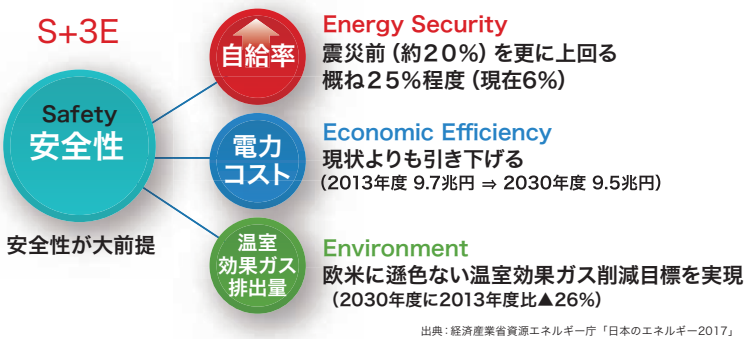 S+3E
Safety
安全性
安全性が大前提
自給率
Energy Security
震災前（約20%）を更に上回る
概ね25%程度（現在6%）
電力
コスト
Economic Efficiency
現状よりも引き下げる
（2013年度 9.7兆円 ⇒ 2030年度 9.5兆円）
温室
効果ガス
排出量
Environment
欧米に遜色ない温室効果ガス削減目標を実現
（2030年度に2013年度比▲26%）
出典：経済産業省資源エネルギー庁「日本のエネルギー2017」